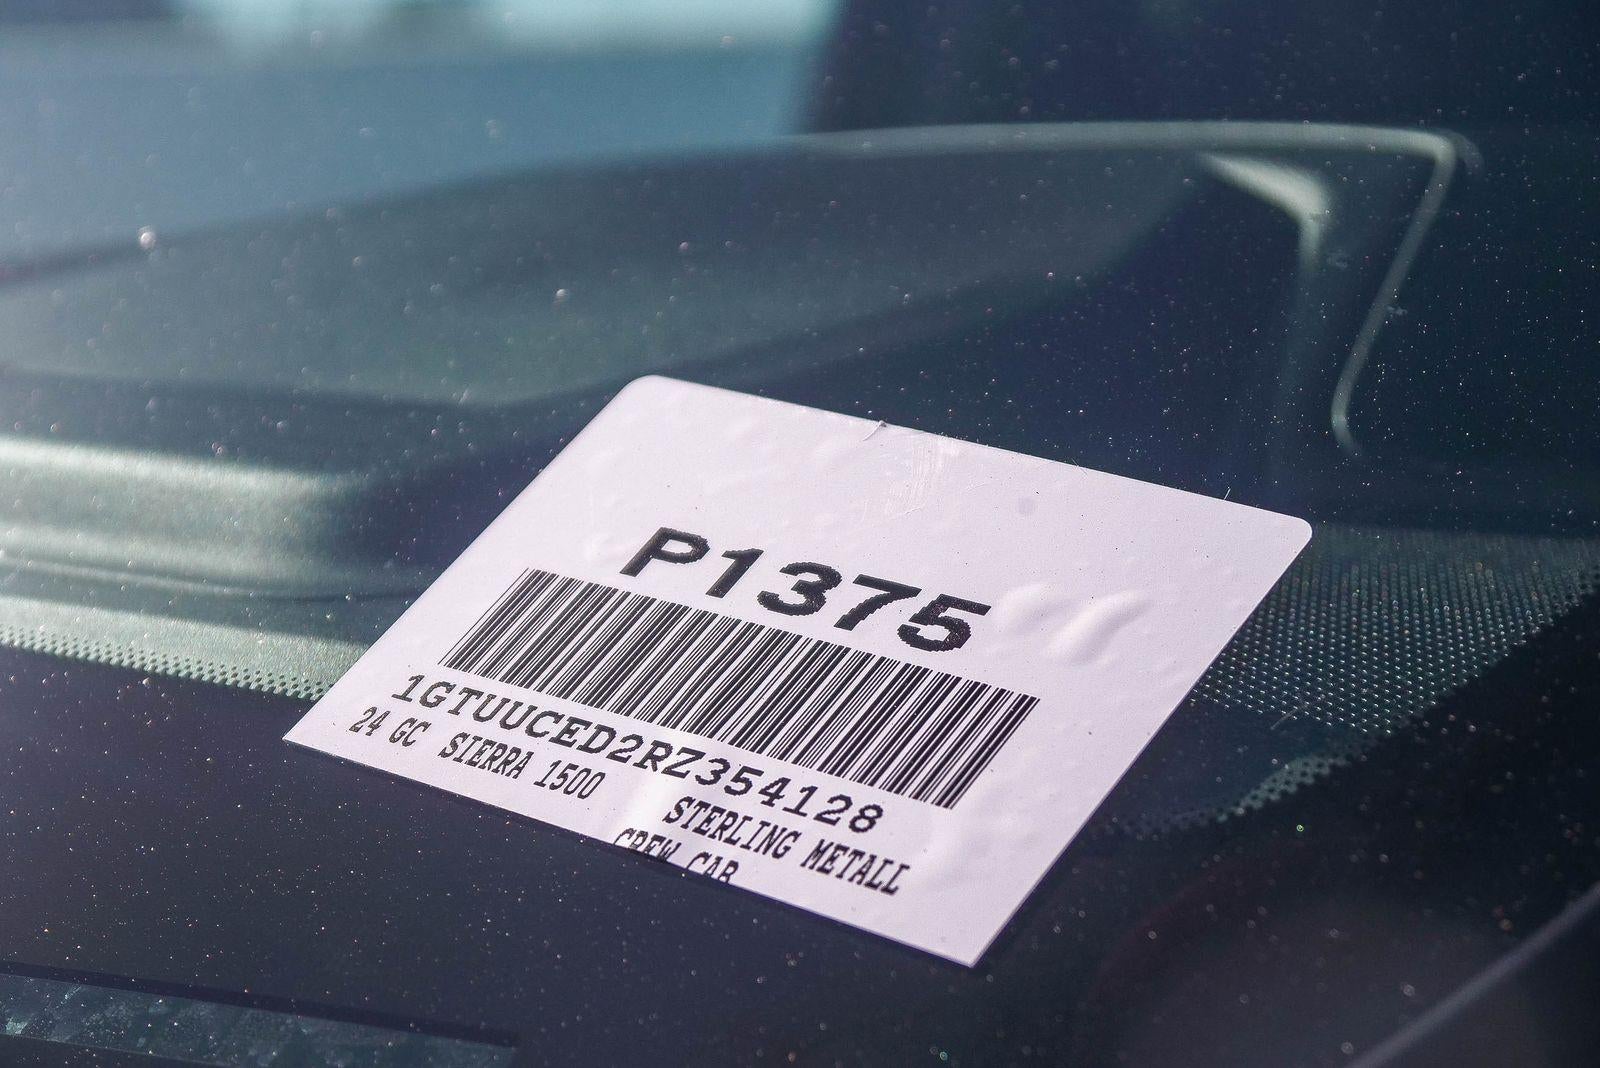 P1375
1GTUUCED2RZ354128
24 GC SIERRA 1500
STERLING METALL
CREW CAB